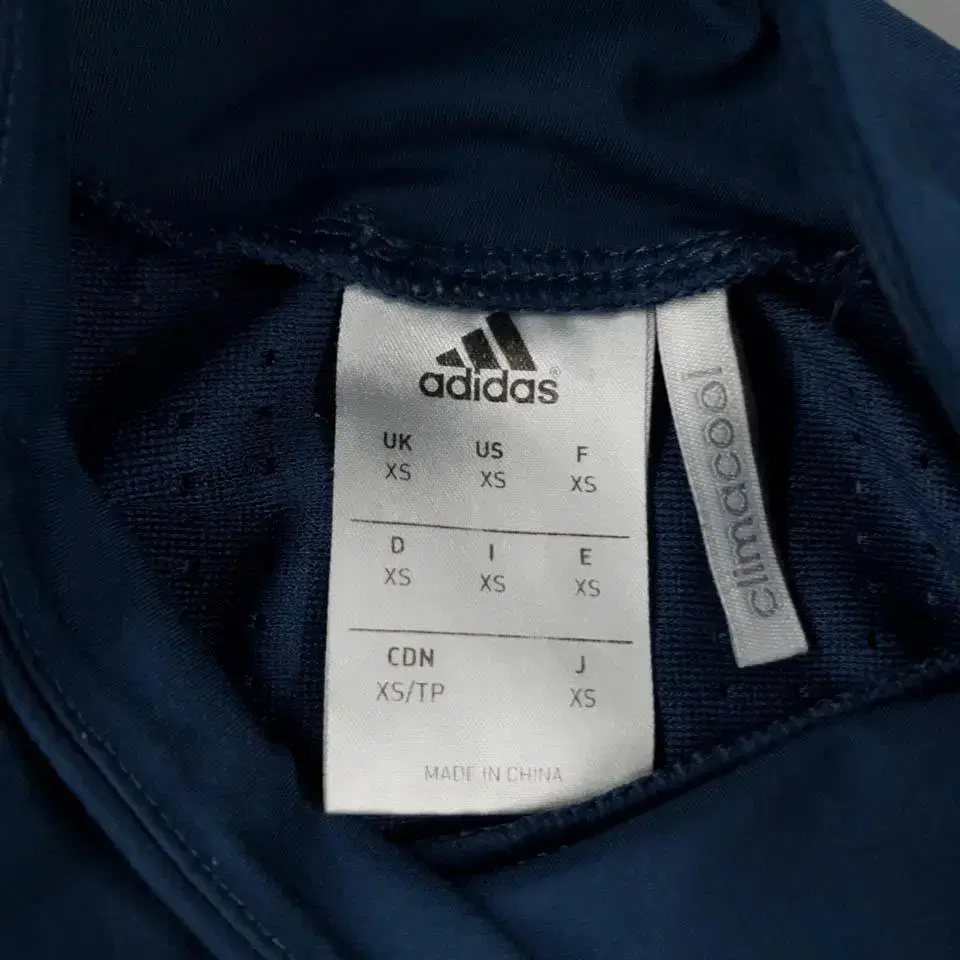 adidas®
UK US F
XS XS XS
D I E
XS XS XS
CDN J
XS/TP XS
MADE IN CHINA
climacool